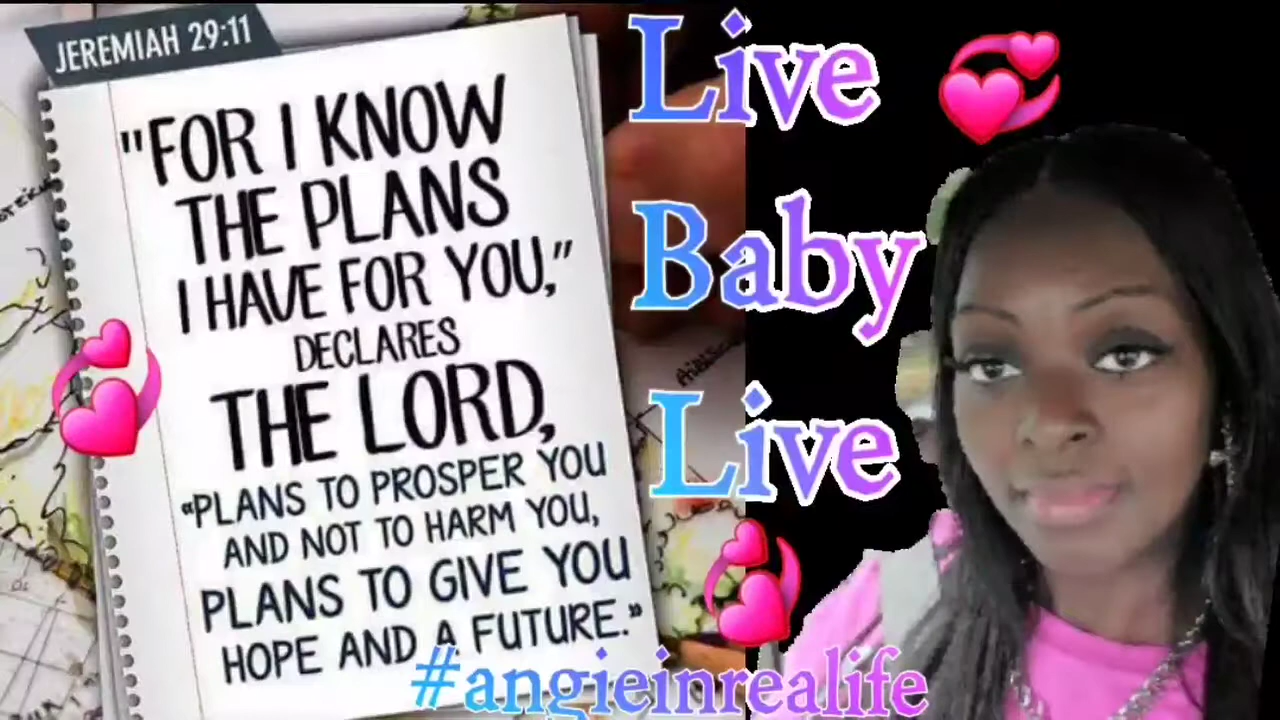 JEREMIAH 29:11
"FOR I KNOW
THE PLANS
I HAVE FOR YOU,"
DECLARES
THE LORD,
«PLANS TO PROSPER YOU
AND NOT TO HARM YOU,
PLANS TO GIVE YOU
HOPE AND A FUTURE.»
Live
Baby
Live
#angieinrealife